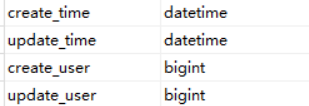 create_time datetime
update_time datetime
create_user bigint
update_user bigint